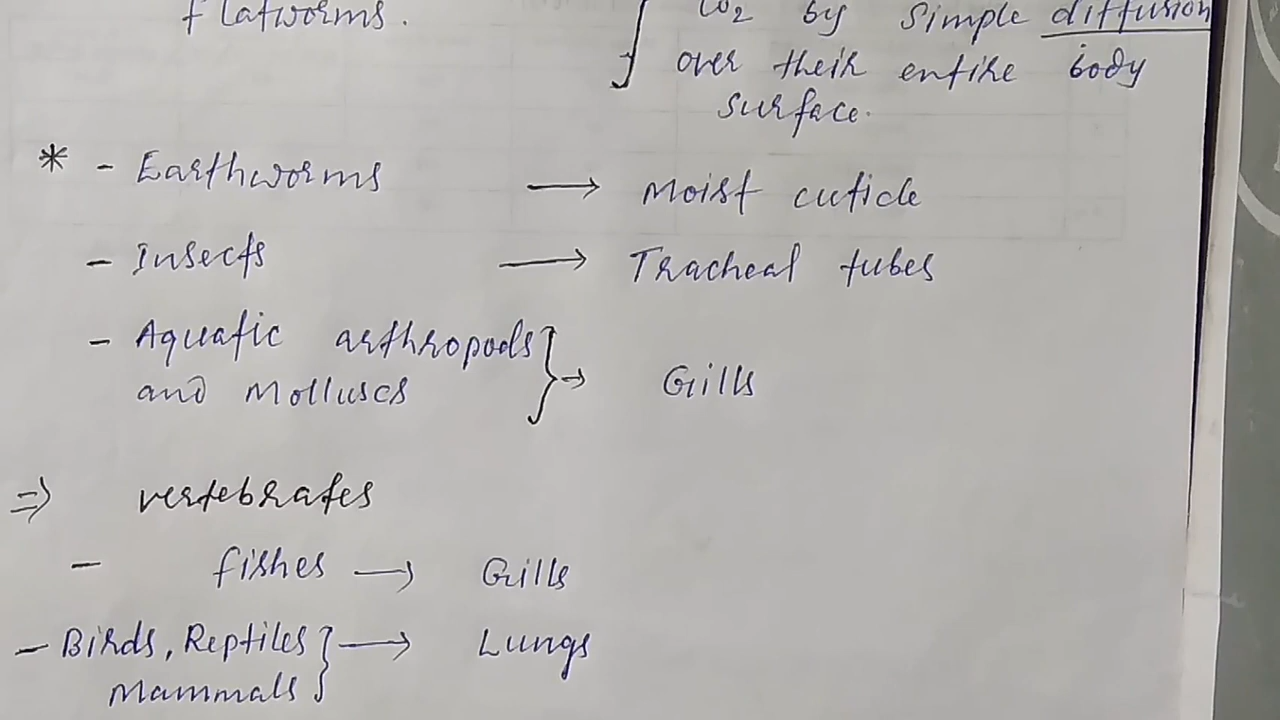 flatworms.
CO2 by simple diffusion
over their entire body
surface.
* - Earthworms → Moist cuticle
- Insects → Tracheal tubes
- Aquatic arthropods
and Molluscs } → Gills
⇒ vertebrates
- fishes → Gills
- Birds, Reptiles } → Lungs
Mammals